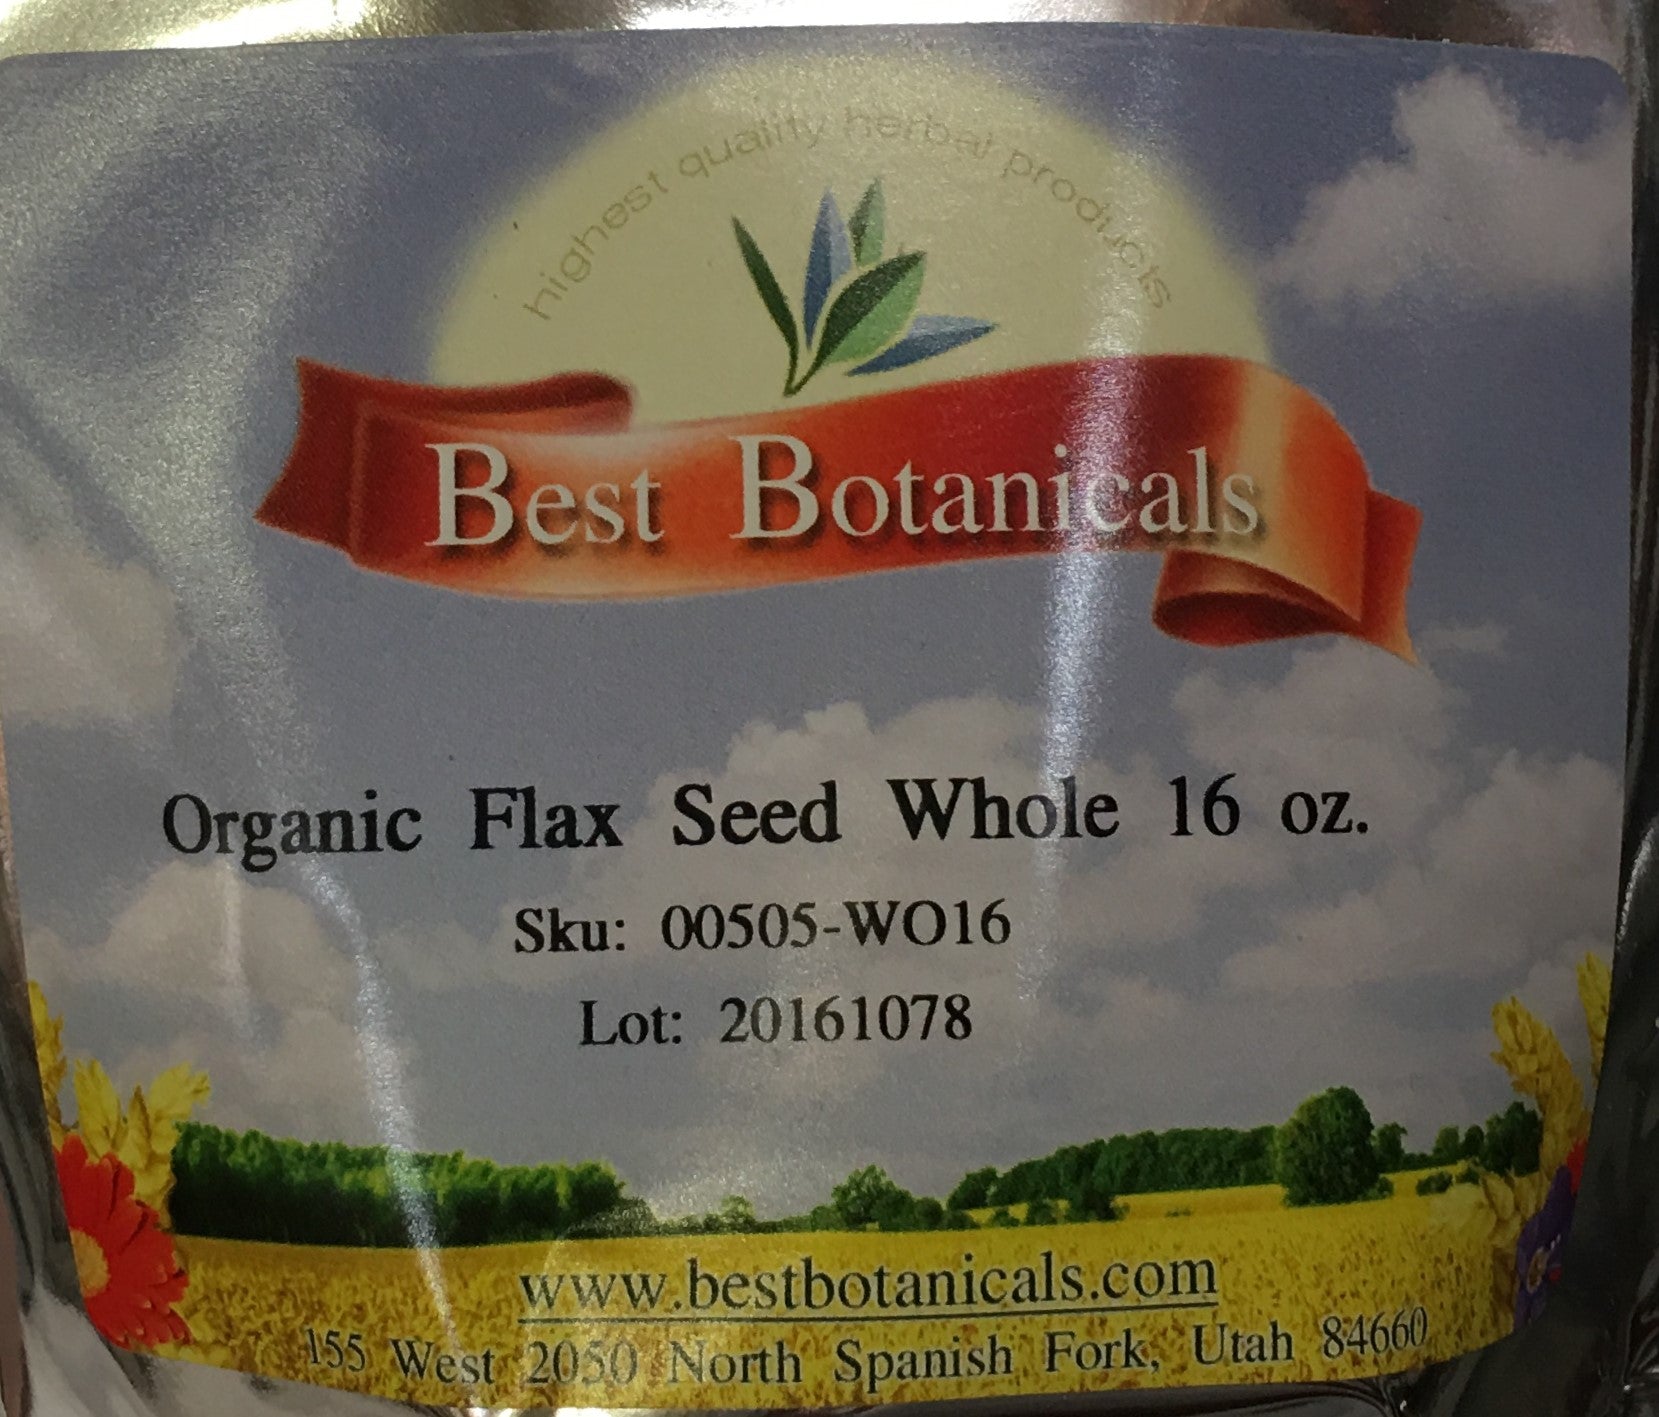 highest quality herbal products
Best Botanicals
Organic Flax Seed Whole 16 oz.
Sku: 00505-WO16
Lot: 20161078
www.bestbotanicals.com
155 West 2050 North Spanish Fork, Utah 84660